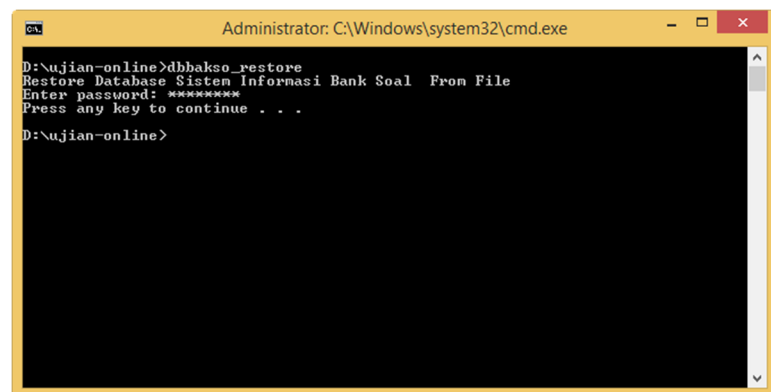 Administrator: C:\Windows\system32\cmd.exe
D:\ujian-online>dbbakso_restore
Restore Database Sistem Informasi Bank Soal  From File
Enter password: ********
Press any key to continue . . .
D:\ujian-online>